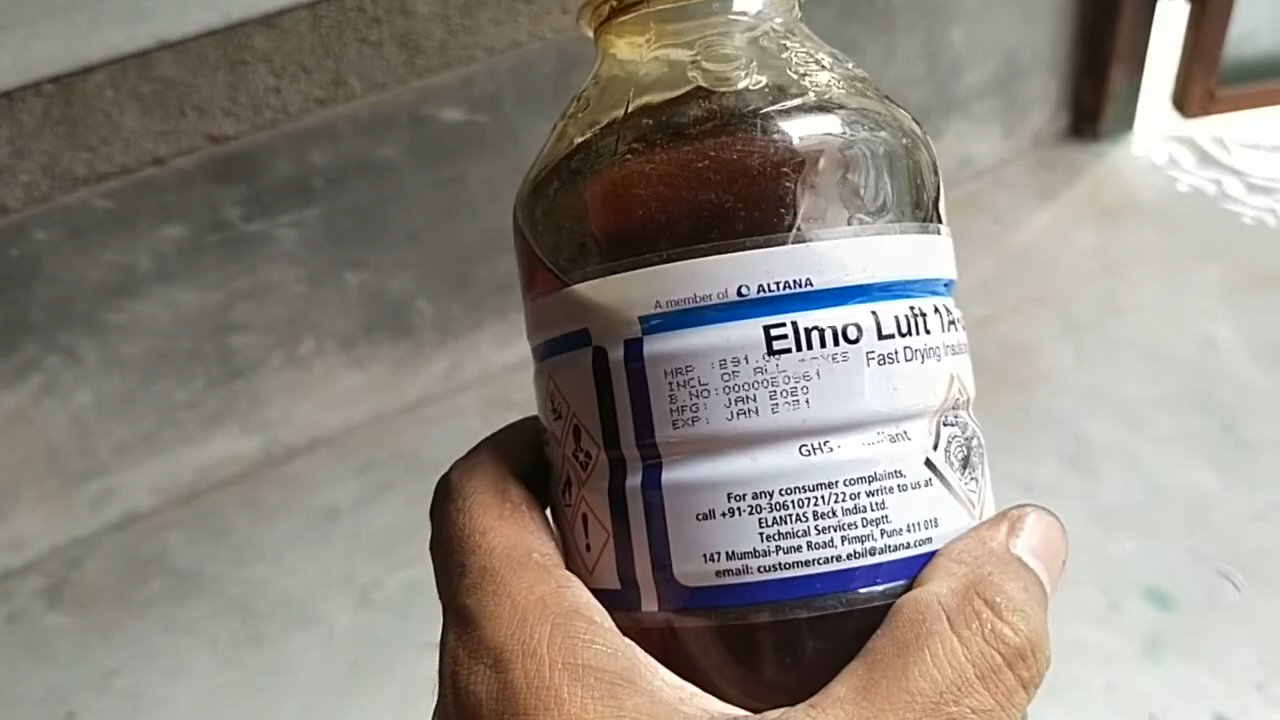 A member of ALTANA
Elmo Luft 1A-
Fast Drying
MRP :291.
INCL OF ALL
B.NO:0000020961
MFG: JAN 2020
EXP: JAN 2021
GHS
For any consumer complaints,
call +91-20-30610721/22 or write to us at
ELANTAS Beck India Ltd.
Technical Services Deptt.
147 Mumbai-Pune Road, Pimpri, Pune 411 018
email: customercare.ebil@altana.com